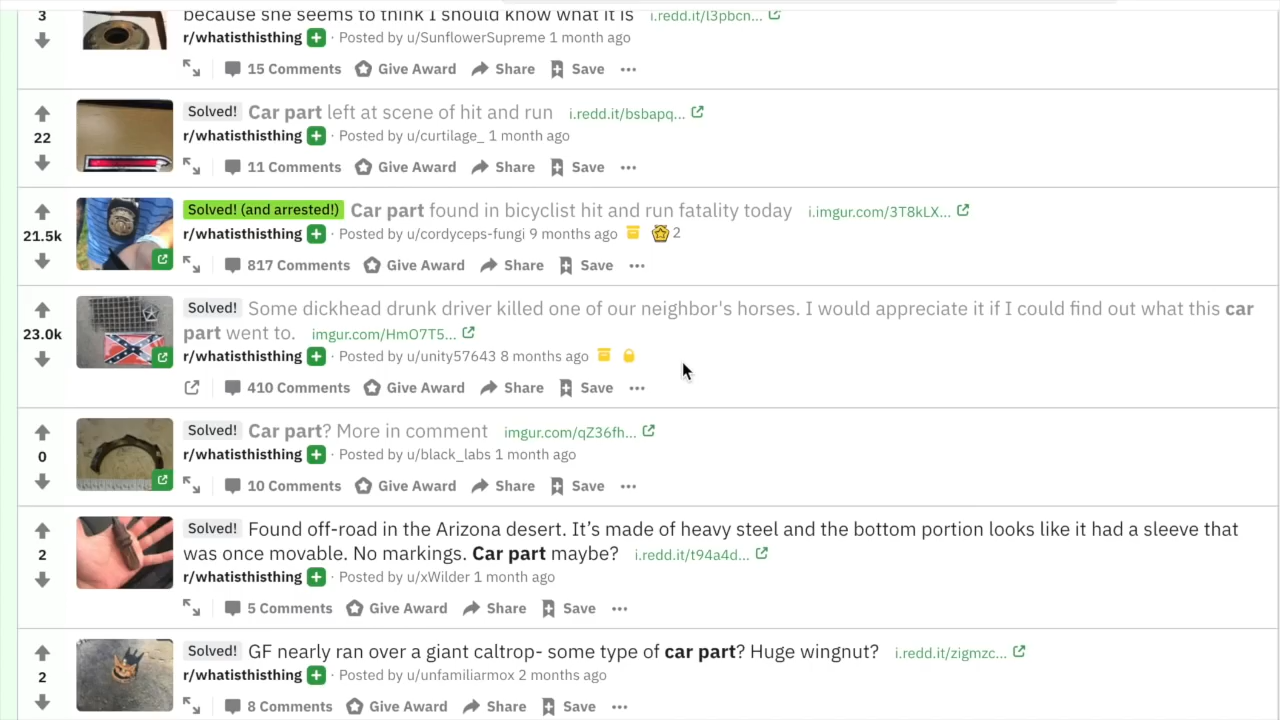 3
because she seems to think I should know what it is i.redd.it/l3pbcn...
r/whatisthisthing · Posted by u/SunflowerSupreme 1 month ago
15 Comments Give Award Share Save
Solved! Car part left at scene of hit and run i.redd.it/bsbapq...
22
r/whatisthisthing · Posted by u/curtilage_ 1 month ago
11 Comments Give Award Share Save
Solved! (and arrested!) Car part found in bicyclist hit and run fatality today i.imgur.com/3T8kLX...
21.5k
r/whatisthisthing · Posted by u/cordyceps-fungi 9 months ago 2
817 Comments Give Award Share Save
Solved! Some dickhead drunk driver killed one of our neighbor's horses. I would appreciate it if I could find out what this car
23.0k
part went to. imgur.com/HmO7T5...
r/whatisthisthing · Posted by u/unity57643 8 months ago
410 Comments Give Award Share Save
Solved! Car part? More in comment imgur.com/qZ36fh...
0
r/whatisthisthing · Posted by u/black_labs 1 month ago
10 Comments Give Award Share Save
Solved! Found off-road in the Arizona desert. It's made of heavy steel and the bottom portion looks like it had a sleeve that
2
was once movable. No markings. Car part maybe? i.redd.it/t94a4d...
r/whatisthisthing · Posted by u/xWilder 1 month ago
5 Comments Give Award Share Save
Solved! GF nearly ran over a giant caltrop- some type of car part? Huge wingnut? i.redd.it/zigmzc...
2
r/whatisthisthing · Posted by u/unfamiliarmox 2 months ago
8 Comments Give Award Share Save